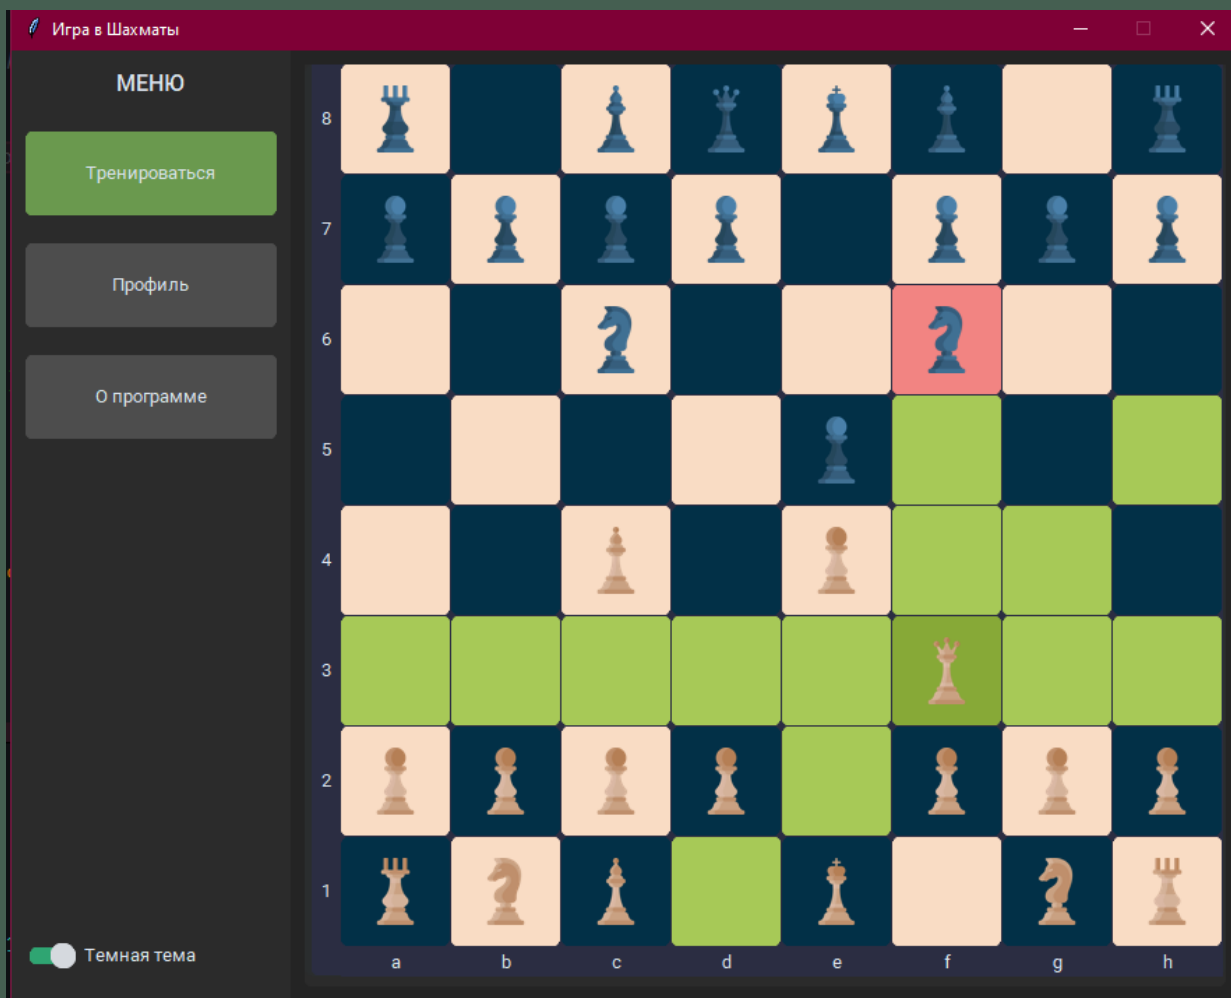 Игра в Шахматы
МЕНЮ
Тренироваться
Профиль
О программе
Темная тема
8
7
6
5
4
3
2
1
a b c d e f g h